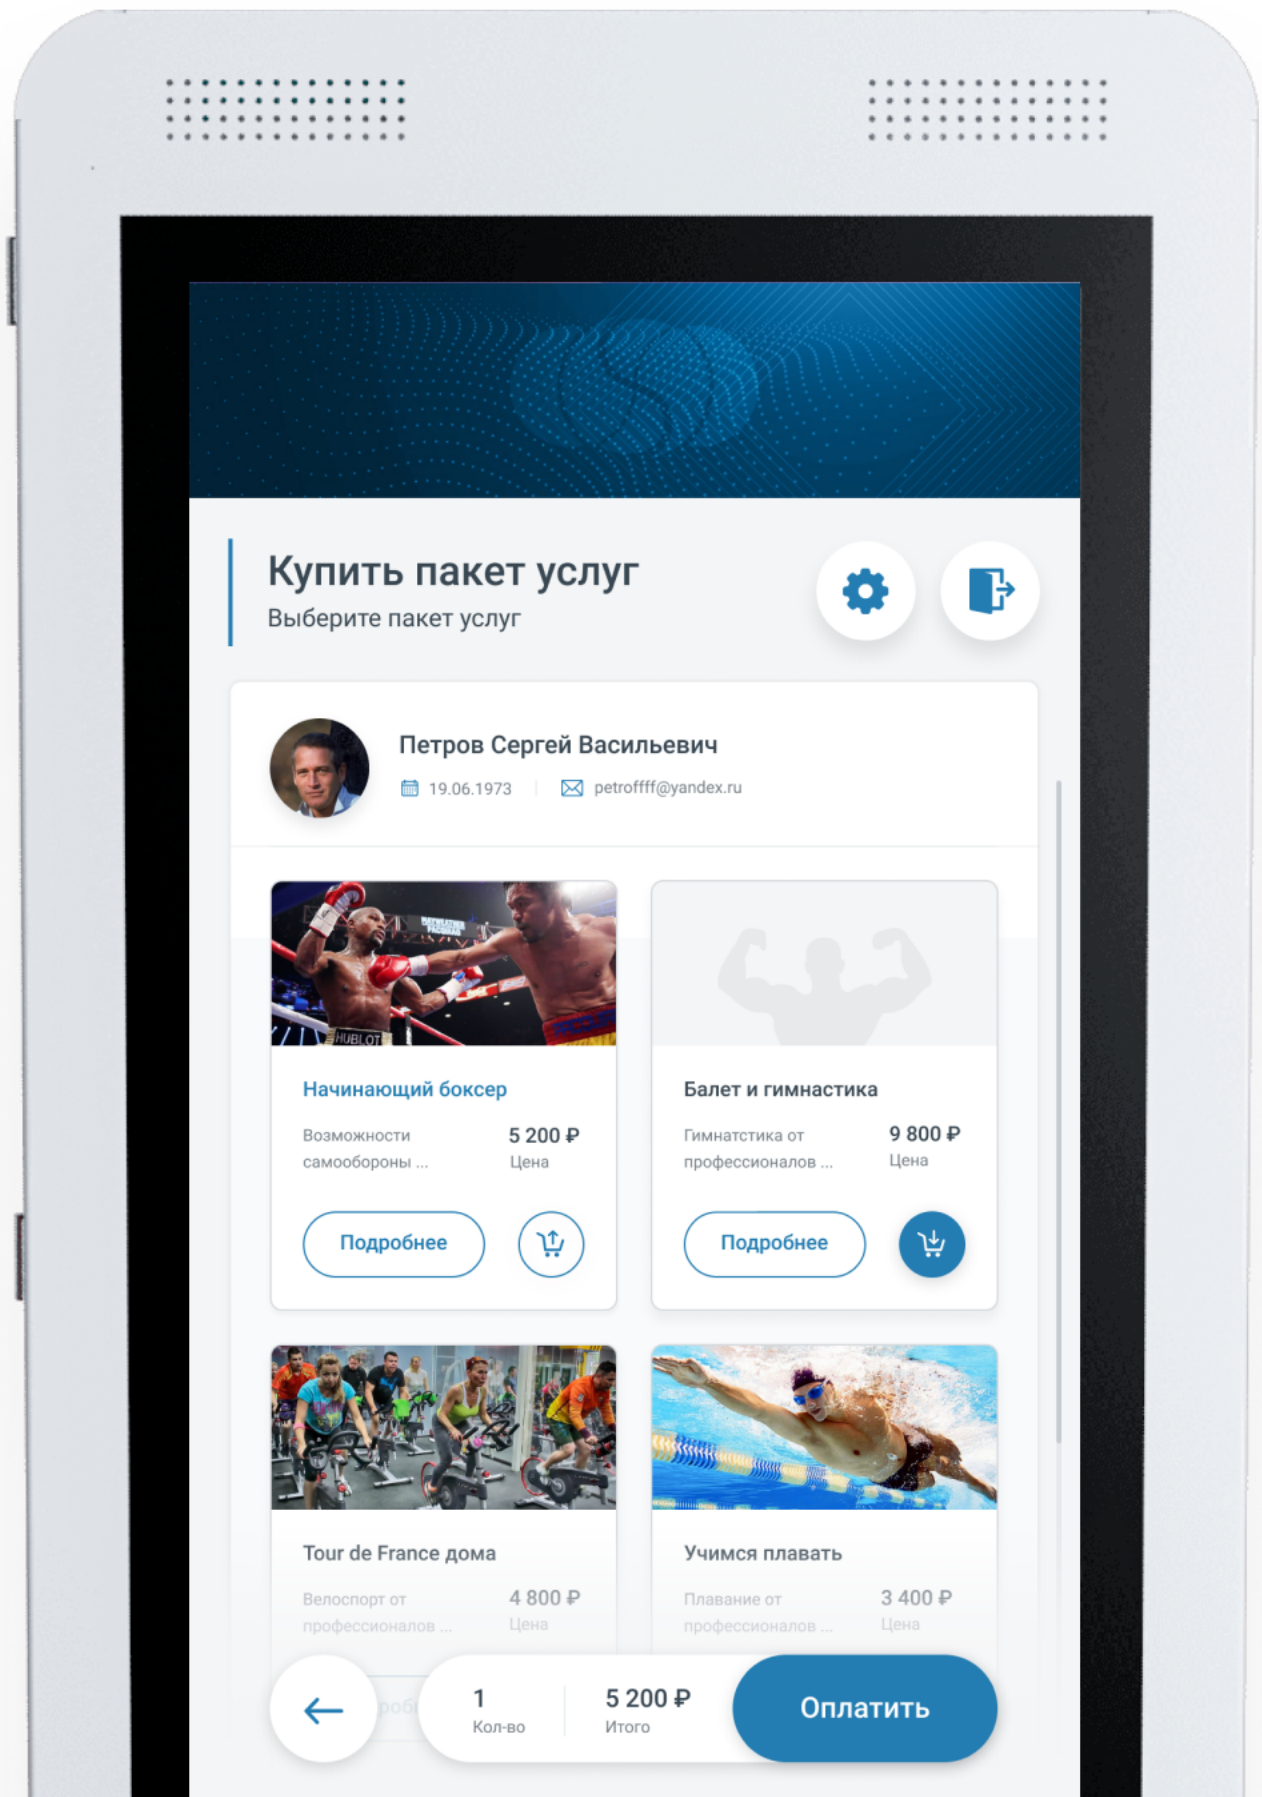 Купить пакет услуг
Выберите пакет услуг
Петров Сергей Васильевич
19.06.1973
petroffff@yandex.ru
MAYWEATHER
PACQUIAO
HUBLOT
Начинающий боксер
Возможности
самообороны ...
5 200 ₽
Цена
Подробнее
Балет и гимнастика
Гимнатстика от
профессионалов ...
9 800 ₽
Цена
Подробнее
Tour de France дома
Велоспорт от
профессионалов ...
4 800 ₽
Цена
Учимся плавать
Плавание от
профессионалов ...
3 400 ₽
Цена
1
Кол-во
5 200 ₽
Итого
Оплатить